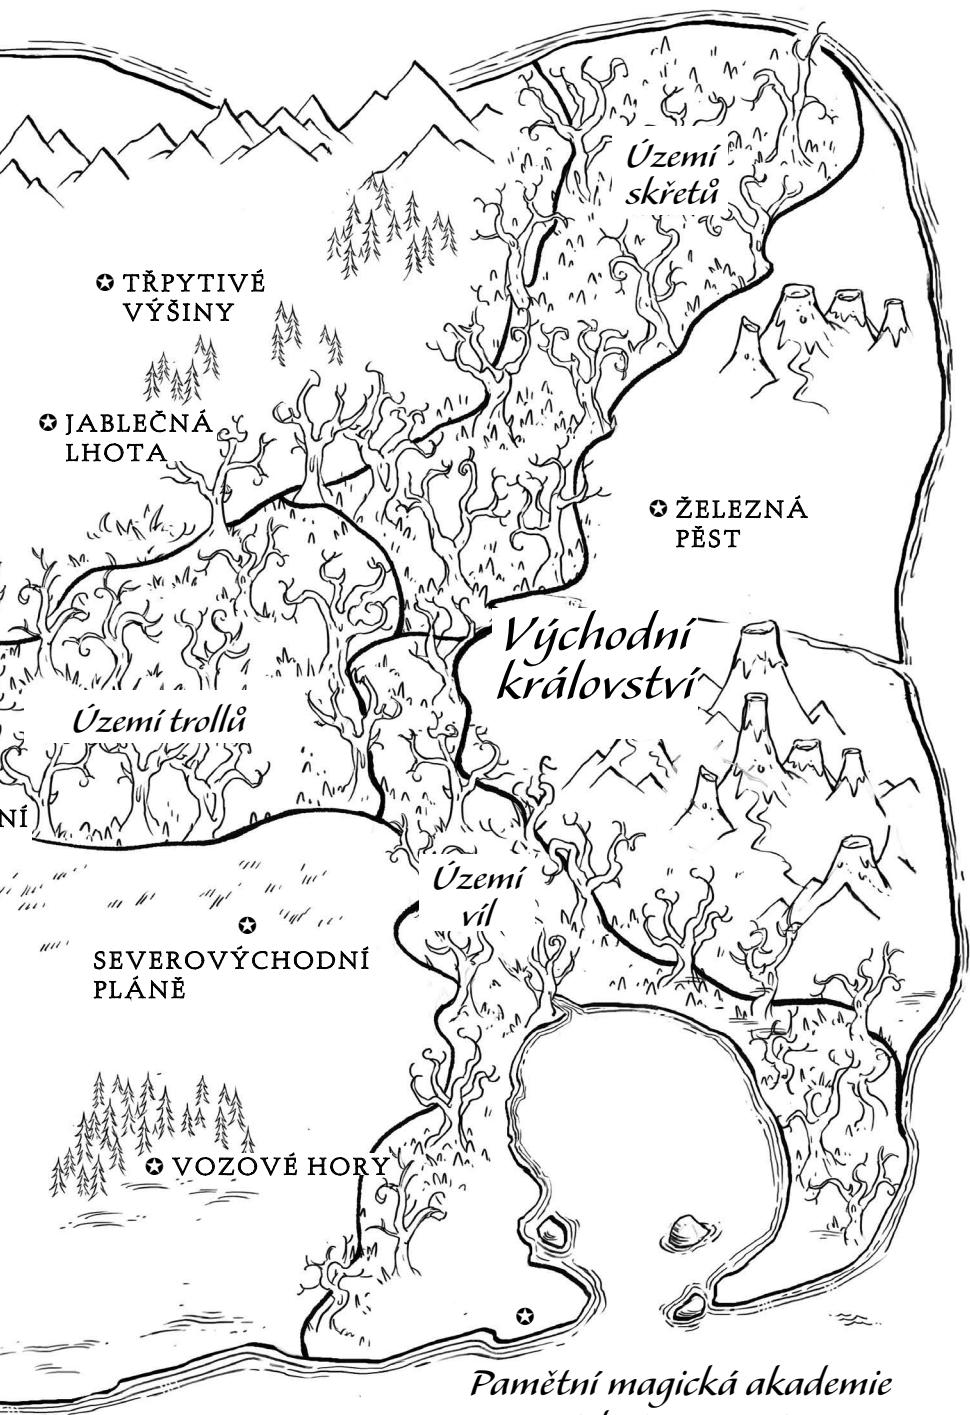 Území
skřetů
TŘPYTIVÉ
VÝŠINY
JABLEČNÁ
LHOTA
ŽELEZNÁ
PĚST
Východní
království
Území trollů
NÍ
Území
víl
SEVEROVÝCHODNÍ
PLÁNĚ
VOZOVÉ HORY
Pamětní magická akademie